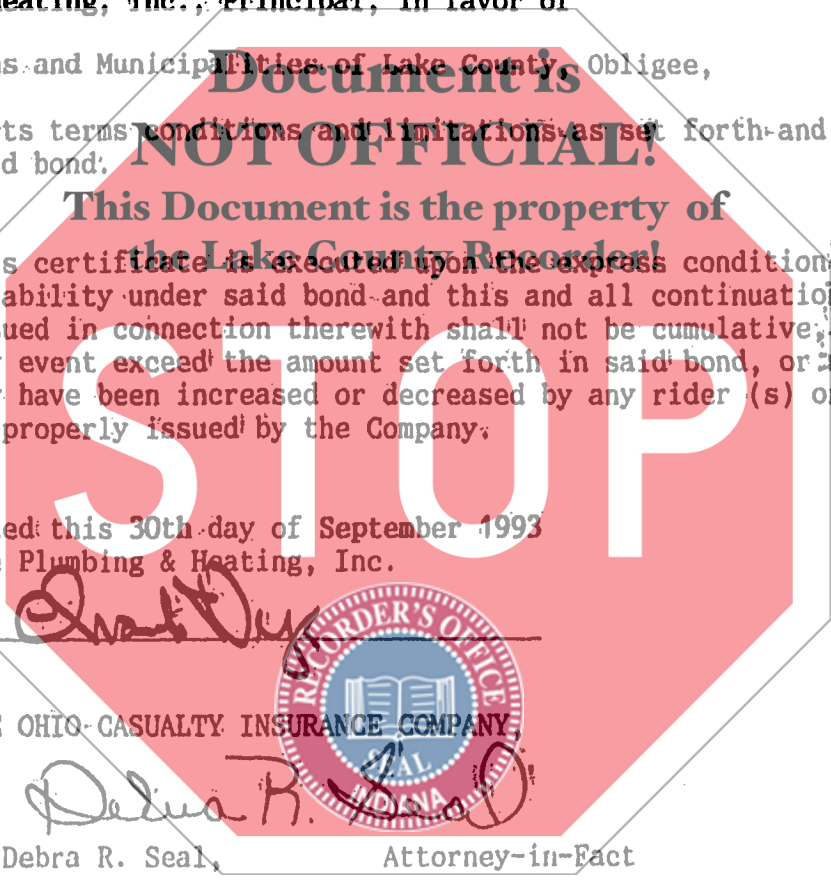 eating, Inc., Principal, in favor of
s and Municipalities of Lake County, Obligee,
Document is
rts terms conditions and limitations as set forth and
NOT OFFICIAL!
d bond.
This Document is the property of
the Lake County Recorder!
s certificate is executed upon the express condition
ability under said bond and this and all continuatio
ued in connection therewith shall not be cumulative
event exceed the amount set forth in said bond, or
have been increased or decreased by any rider (s) o
properly issued by the Company.
STOP
ed this 30th day of September 1993
Plumbing & Heating, Inc.
RECORDER'S OFFICE
SEAL
INDIANA
E OHIO CASUALTY INSURANCE COMPANY,
Debra R. Seal
Debra R. Seal, Attorney-in-Fact